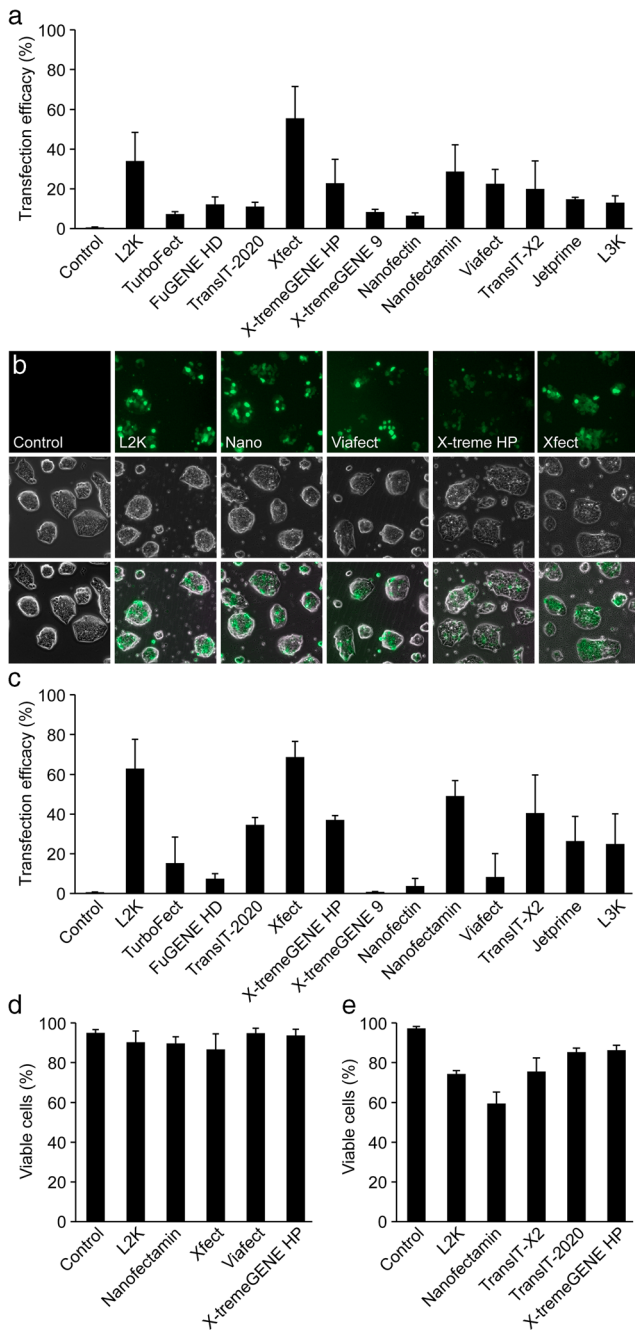 a
Transfection efficacy (%)
100
80
60
40
20
0
Control
L2K
TurboFect
FuGENE HD
TransIT-2020
Xfect
X-tremeGENE HP
X-tremeGENE 9
Nanofectin
Nanofectamin
Viafect
TransIT-X2
Jetprime
L3K
b
Control
L2K
Nano
Viafect
X-treme HP
Xfect
c
Transfection efficacy (%)
100
80
60
40
20
0
Control
L2K
TurboFect
FuGENE HD
TransIT-2020
Xfect
X-tremeGENE HP
X-tremeGENE 9
Nanofectin
Nanofectamin
Viafect
TransIT-X2
Jetprime
L3K
d
Viable cells (%)
100
80
60
40
20
0
Control
L2K
Nanofectamin
Xfect
Viafect
X-tremeGENE HP
e
Viable cells (%)
100
80
60
40
20
0
Control
L2K
Nanofectamin
TransIT-X2
TransIT-2020
X-tremeGENE HP